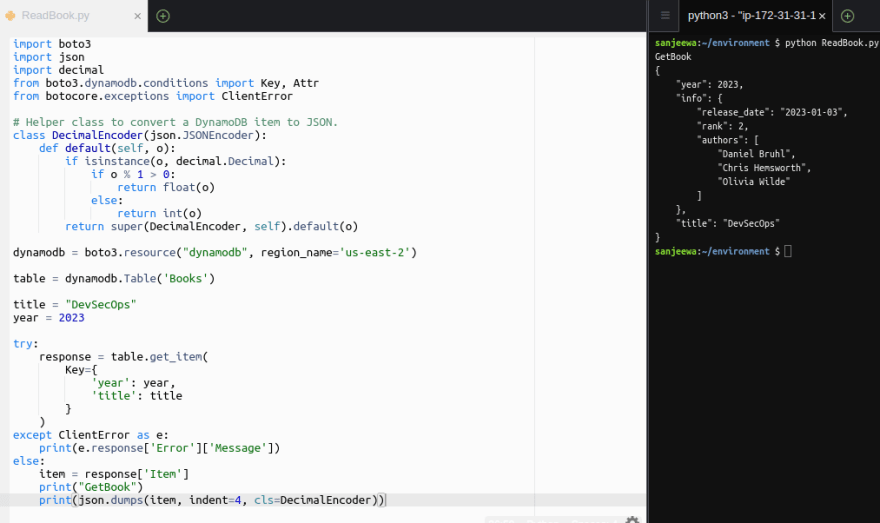 ReadBook.py
import boto3
import json
import decimal
from boto3.dynamodb.conditions import Key, Attr
from botocore.exceptions import ClientError

# Helper class to convert a DynamoDB item to JSON.
class DecimalEncoder(json.JSONEncoder):
    def default(self, o):
        if isinstance(o, decimal.Decimal):
            if o % 1 > 0:
                return float(o)
            else:
                return int(o)
        return super(DecimalEncoder, self).default(o)

dynamodb = boto3.resource("dynamodb", region_name='us-east-2')

table = dynamodb.Table('Books')

title = "DevSecOps"
year = 2023

try:
    response = table.get_item(
        Key={
            'year': year,
            'title': title
        }
    )
except ClientError as e:
    print(e.response['Error']['Message'])
else:
    item = response['Item']
    print("GetBook")
    print(json.dumps(item, indent=4, cls=DecimalEncoder))
python3 - "ip-172-31-31-1
sanjeewa:~/environment $ python ReadBook.py
GetBook
{
    "year": 2023,
    "info": {
        "release_date": "2023-01-03",
        "rank": 2,
        "authors": [
            "Daniel Bruhl",
            "Chris Hemsworth",
            "Olivia Wilde"
        ]
    },
    "title": "DevSecOps"
}
sanjeewa:~/environment $